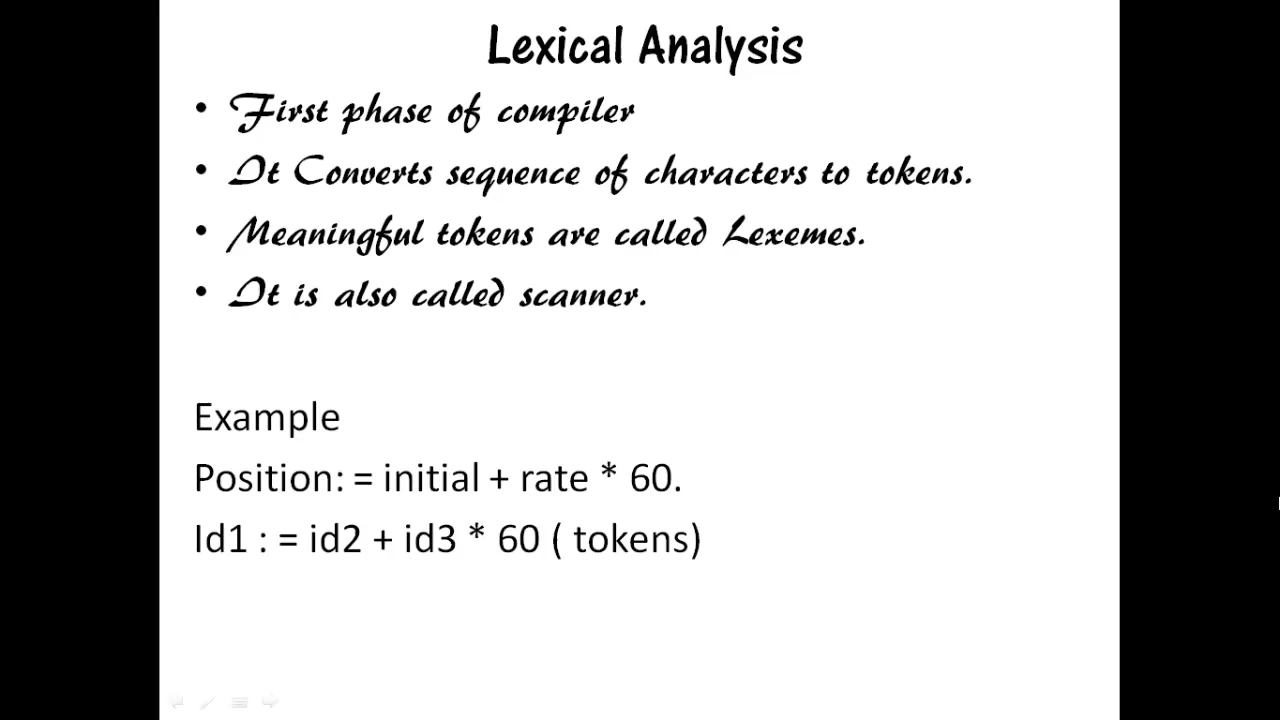 Lexical Analysis
• First phase of compiler
• It Converts sequence of characters to tokens.
• Meaningful tokens are called Lexemes.
• It is also called scanner.
Example
Position: = initial + rate * 60.
Id1 : = id2 + id3 * 60 ( tokens)